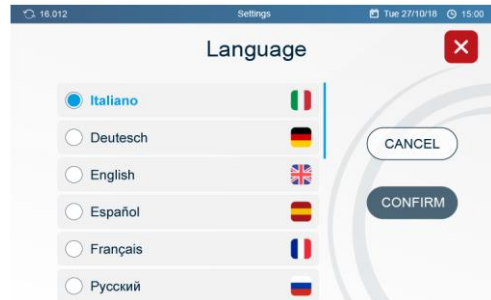 16.012 Settings Tue 27/10/18 15:00
Language
Italiano
Deutesch
English
Español
Français
Русский
CANCEL
CONFIRM